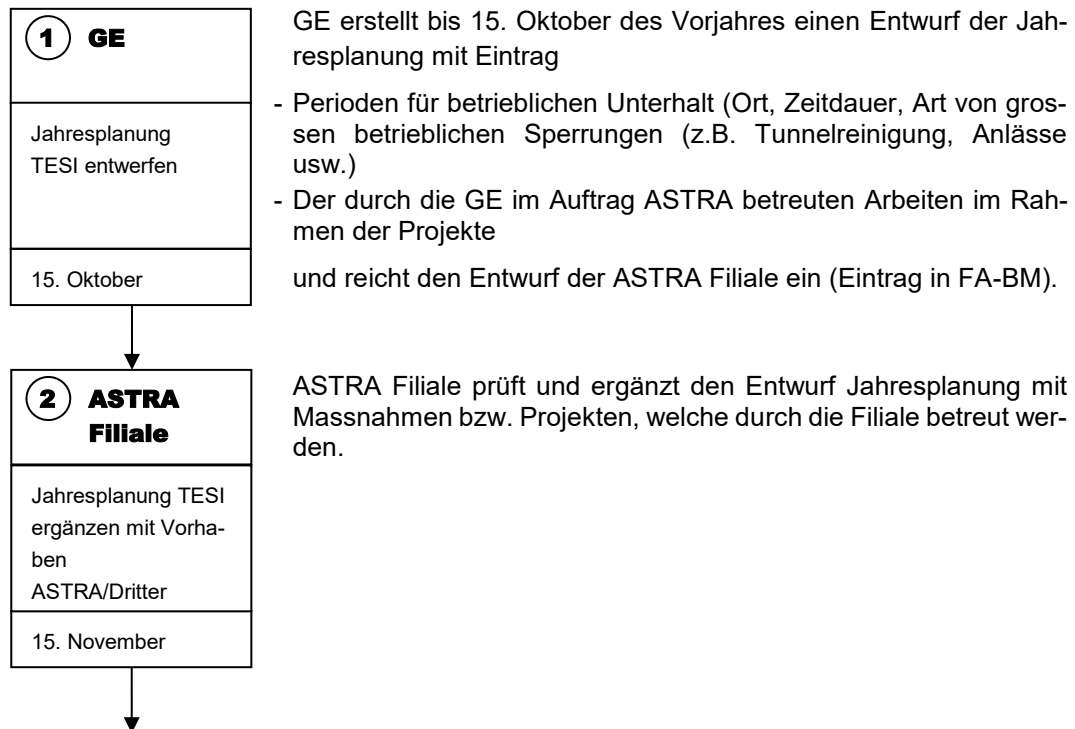 1 GE
Jahresplanung
TESI entwerfen
15. Oktober
GE erstellt bis 15. Oktober des Vorjahres einen Entwurf der Jah-
resplanung mit Eintrag
- Perioden für betrieblichen Unterhalt (Ort, Zeitdauer, Art von gros-
sen betrieblichen Sperrungen (z.B. Tunnelreinigung, Anlässe
usw.)
- Der durch die GE im Auftrag ASTRA betreuten Arbeiten im Rah-
men der Projekte
und reicht den Entwurf der ASTRA Filiale ein (Eintrag in FA-BM).
2 ASTRA
Filiale
Jahresplanung TESI
ergänzen mit Vorha-
ben
ASTRA/Dritter
15. November
ASTRA Filiale prüft und ergänzt den Entwurf Jahresplanung mit
Massnahmen bzw. Projekten, welche durch die Filiale betreut wer-
den.